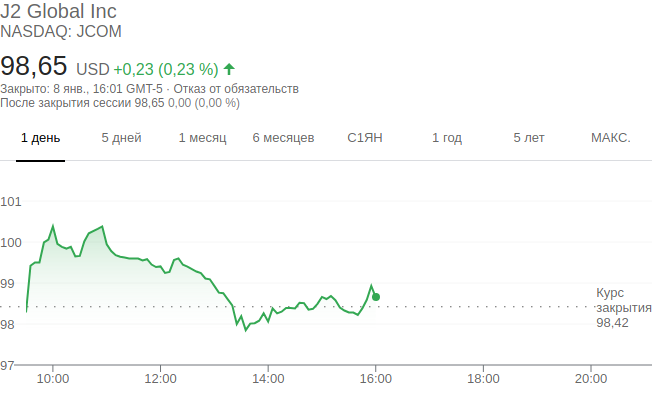 J2 Global Inc
NASDAQ: JCOM
98,65 USD +0,23 (0,23 %)
Закрыто: 8 янв., 16:01 GMT-5 · Отказ от обязательств
После закрытия сессии 98,65 0,00 (0,00 %)
1 день 5 дней 1 месяц 6 месяцев С1ЯН 1 год 5 лет МАКС.
101
100
99
98
97
Курс
закрытия
98,42
10:00 12:00 14:00 16:00 18:00 20:00